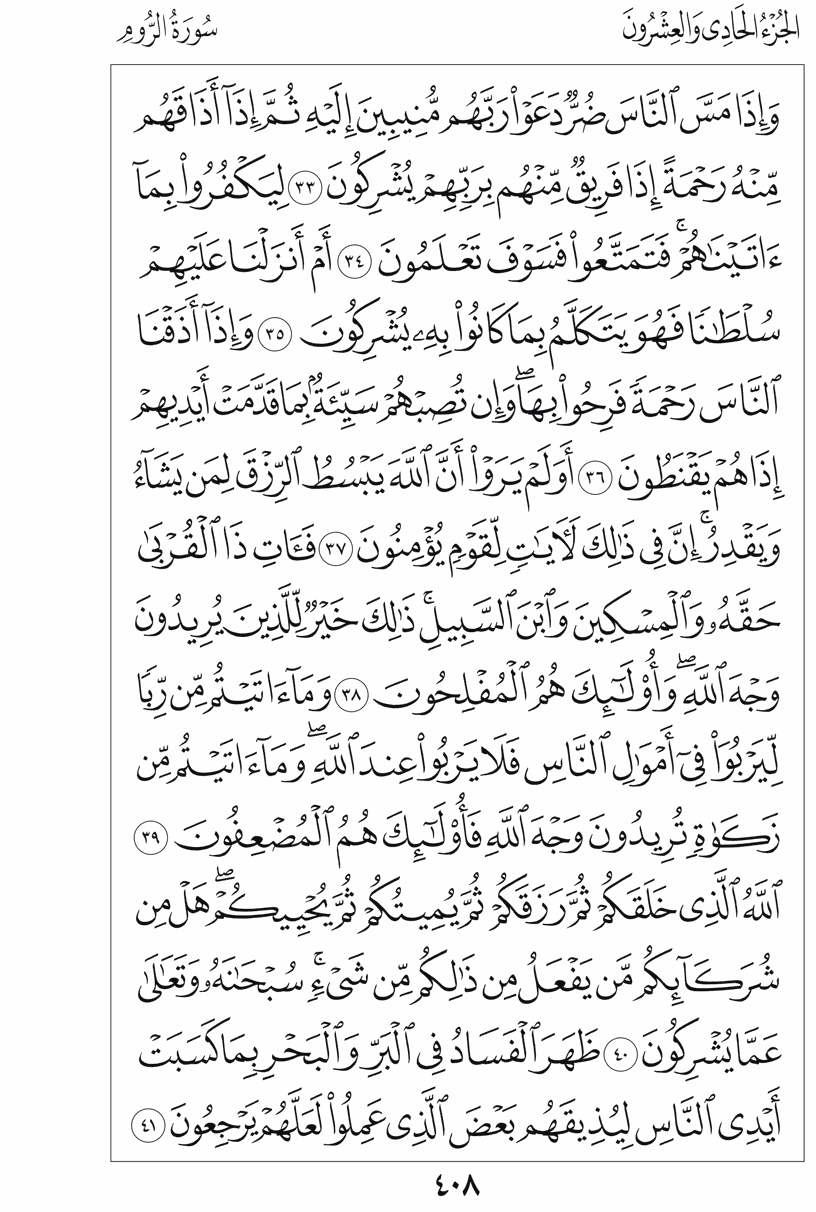 الجُزْءُ الحَادِى وَالعِشْرُونَ
سُورَةُ الرُّومِ
وَإِذَا مَسَّ ٱلنَّاسَ ضُرٌّ دَعَوْا۟ رَبَّهُم مُّنِيبِينَ إِلَيْهِ ثُمَّ إِذَآ أَذَاقَهُم
مِّنْهُ رَحْمَةً إِذَا فَرِيقٌ مِّنْهُم بِرَبِّهِمْ يُشْرِكُونَ ٣٣ لِيَكْفُرُوا۟ بِمَآ
ءَاتَيْنَٰهُمْ ۚ فَتَمَتَّعُوا۟ فَسَوْفَ تَعْلَمُونَ ٣٤ أَمْ أَنزَلْنَا عَلَيْهِمْ
سُلْطَٰنًا فَهُوَ يَتَكَلَّمُ بِمَا كَانُوا۟ بِهِۦ يُشْرِكُونَ ٣٥ وَإِذَآ أَذَقْنَا
ٱلنَّاسَ رَحْمَةً فَرِحُوا۟ بِهَا ۖ وَإِن تُصِبْهُمْ سَيِّئَةٌۢ بِمَا قَدَّمَتْ أَيْدِيهِمْ
إِذَا هُمْ يَقْنَطُونَ ٣٦ أَوَلَمْ يَرَوْا۟ أَنَّ ٱللَّهَ يَبْسُطُ ٱلرِّزْقَ لِمَن يَشَآءُ
وَيَقْدِرُ ۚ إِنَّ فِى ذَٰلِكَ لَءَايَٰتٍ لِّقَوْمٍ يُؤْمِنُونَ ٣٧ فَـَٔاتِ ذَا ٱلْقُرْبَىٰ
حَقَّهُۥ وَٱلْمِسْكِينَ وَٱبْنَ ٱلسَّبِيلِ ۚ ذَٰلِكَ خَيْرٌ لِّلَّذِينَ يُرِيدُونَ
وَجْهَ ٱللَّهِ ۖ وَأُو۟لَٰٓئِكَ هُمُ ٱلْمُفْلِحُونَ ٣٨ وَمَآ ءَاتَيْتُم مِّن رِّبًا
لِّيَرْبُوَا۟ فِىٓ أَمْوَٰلِ ٱلنَّاسِ فَلَا يَرْبُوا۟ عِندَ ٱللَّهِ ۖ وَمَآ ءَاتَيْتُم مِّن
زَكَوٰةٍ تُرِيدُونَ وَجْهَ ٱللَّهِ فَأُو۟لَٰٓئِكَ هُمُ ٱلْمُضْعِفُونَ ٣٩
ٱللَّهُ ٱلَّذِى خَلَقَكُمْ ثُمَّ رَزَقَكُمْ ثُمَّ يُمِيتُكُمْ ثُمَّ يُحْيِيكُمْ ۖ هَلْ مِن
شُرَكَآئِكُم مَّن يَفْعَلُ مِن ذَٰلِكُم مِّن شَىْءٍ ۚ سُبْحَٰنَهُۥ وَتَعَٰلَىٰ
عَمَّا يُشْرِكُونَ ٤٠ ظَهَرَ ٱلْفَسَادُ فِى ٱلْبَرِّ وَٱلْبَحْرِ بِمَا كَسَبَتْ
أَيْدِى ٱلنَّاسِ لِيُذِيقَهُم بَعْضَ ٱلَّذِى عَمِلُوا۟ لَعَلَّهُمْ يَرْجِعُونَ ٤١
٤٠٨